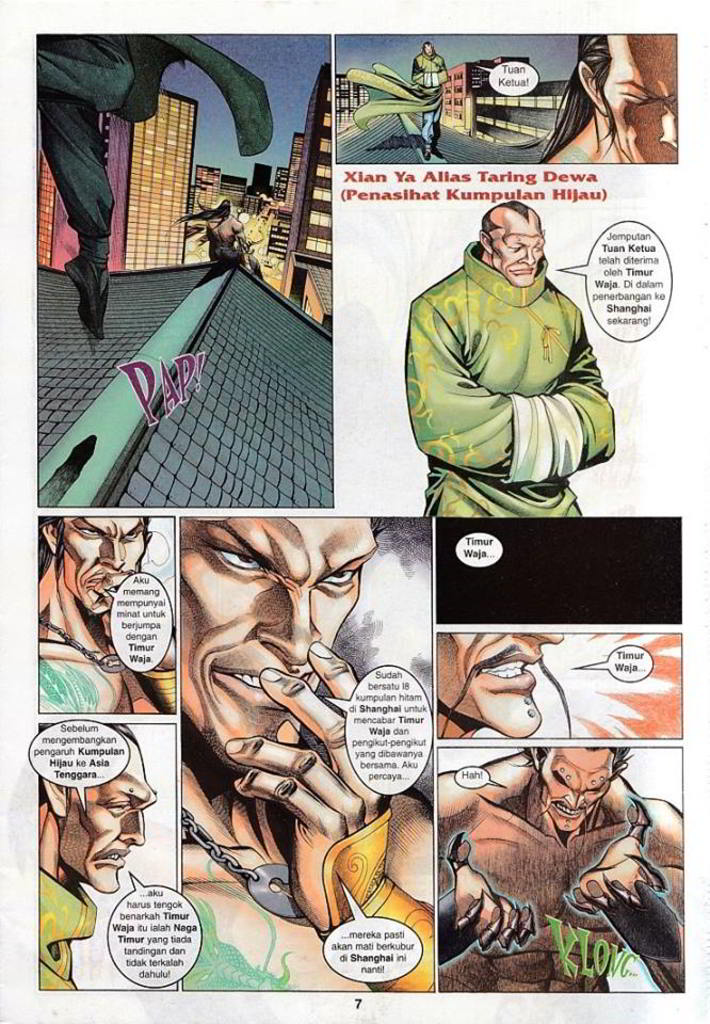 PAP!
Tuan
Ketua!
Xian Ya Alias Taring Dewa
(Penasihat Kumpulan Hijau)
Jemputan
Tuan Ketua
telah diterima
oleh Timur
Waja. Di dalam
penerbangan ke
Shanghai
sekarang!
Aku
memang
mempunyai
minat untuk
berjumpa
dengan
Timur
Waja.
Sebelum
mengembangkan
pengaruh Kumpulan
Hijau ke Asia
Tenggara...
...aku
harus tengok
benarkah Timur
Waja itu ialah Naga
Timur yang tiada
tandingan dan
tidak terkalah
dahulu!
Sudah
bersatu 18
kumpulan hitam
di Shanghai untuk
mencabar Timur
Waja dan
pengikut-pengikut
yang dibawanya
bersama. Aku
percaya...
...mereka pasti
akan mati berkubur
di Shanghai ini
nanti!
Timur
Waja...
Timur
Waja...
Hah!
KLONG...
7